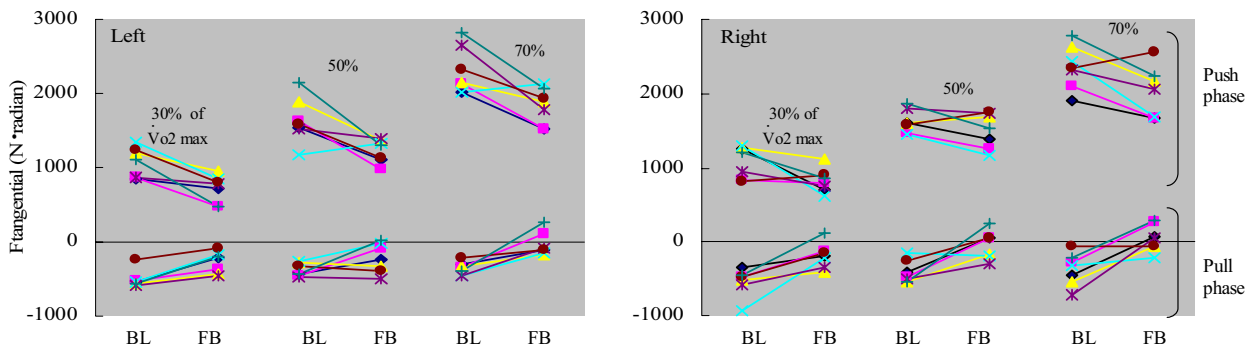 Ftangential (N•radian)
3000
2000
1000
0
-1000
Left
30% of
V̇o2 max
50%
70%
BL FB BL FB BL FB
3000
2000
1000
0
-1000
Right
30% of
V̇o2 max
50%
70%
BL FB BL FB BL FB
Push
phase
Pull
phase